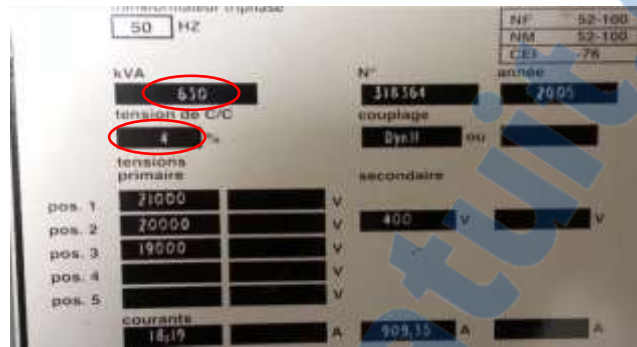 transformateur triphasé
50 HZ
NF 52-100
NM 52-100
CEI -76
kVA N° année
630 318364 2005
tension de C/C couplage
4 % Dyn11 ou
tensions
primaire secondaire
pos. 1 21000 V
pos. 2 20000 V 400 V V
pos. 3 19000 V
pos. 4 V
pos. 5 V
courants
18,19 A 909,35 A A